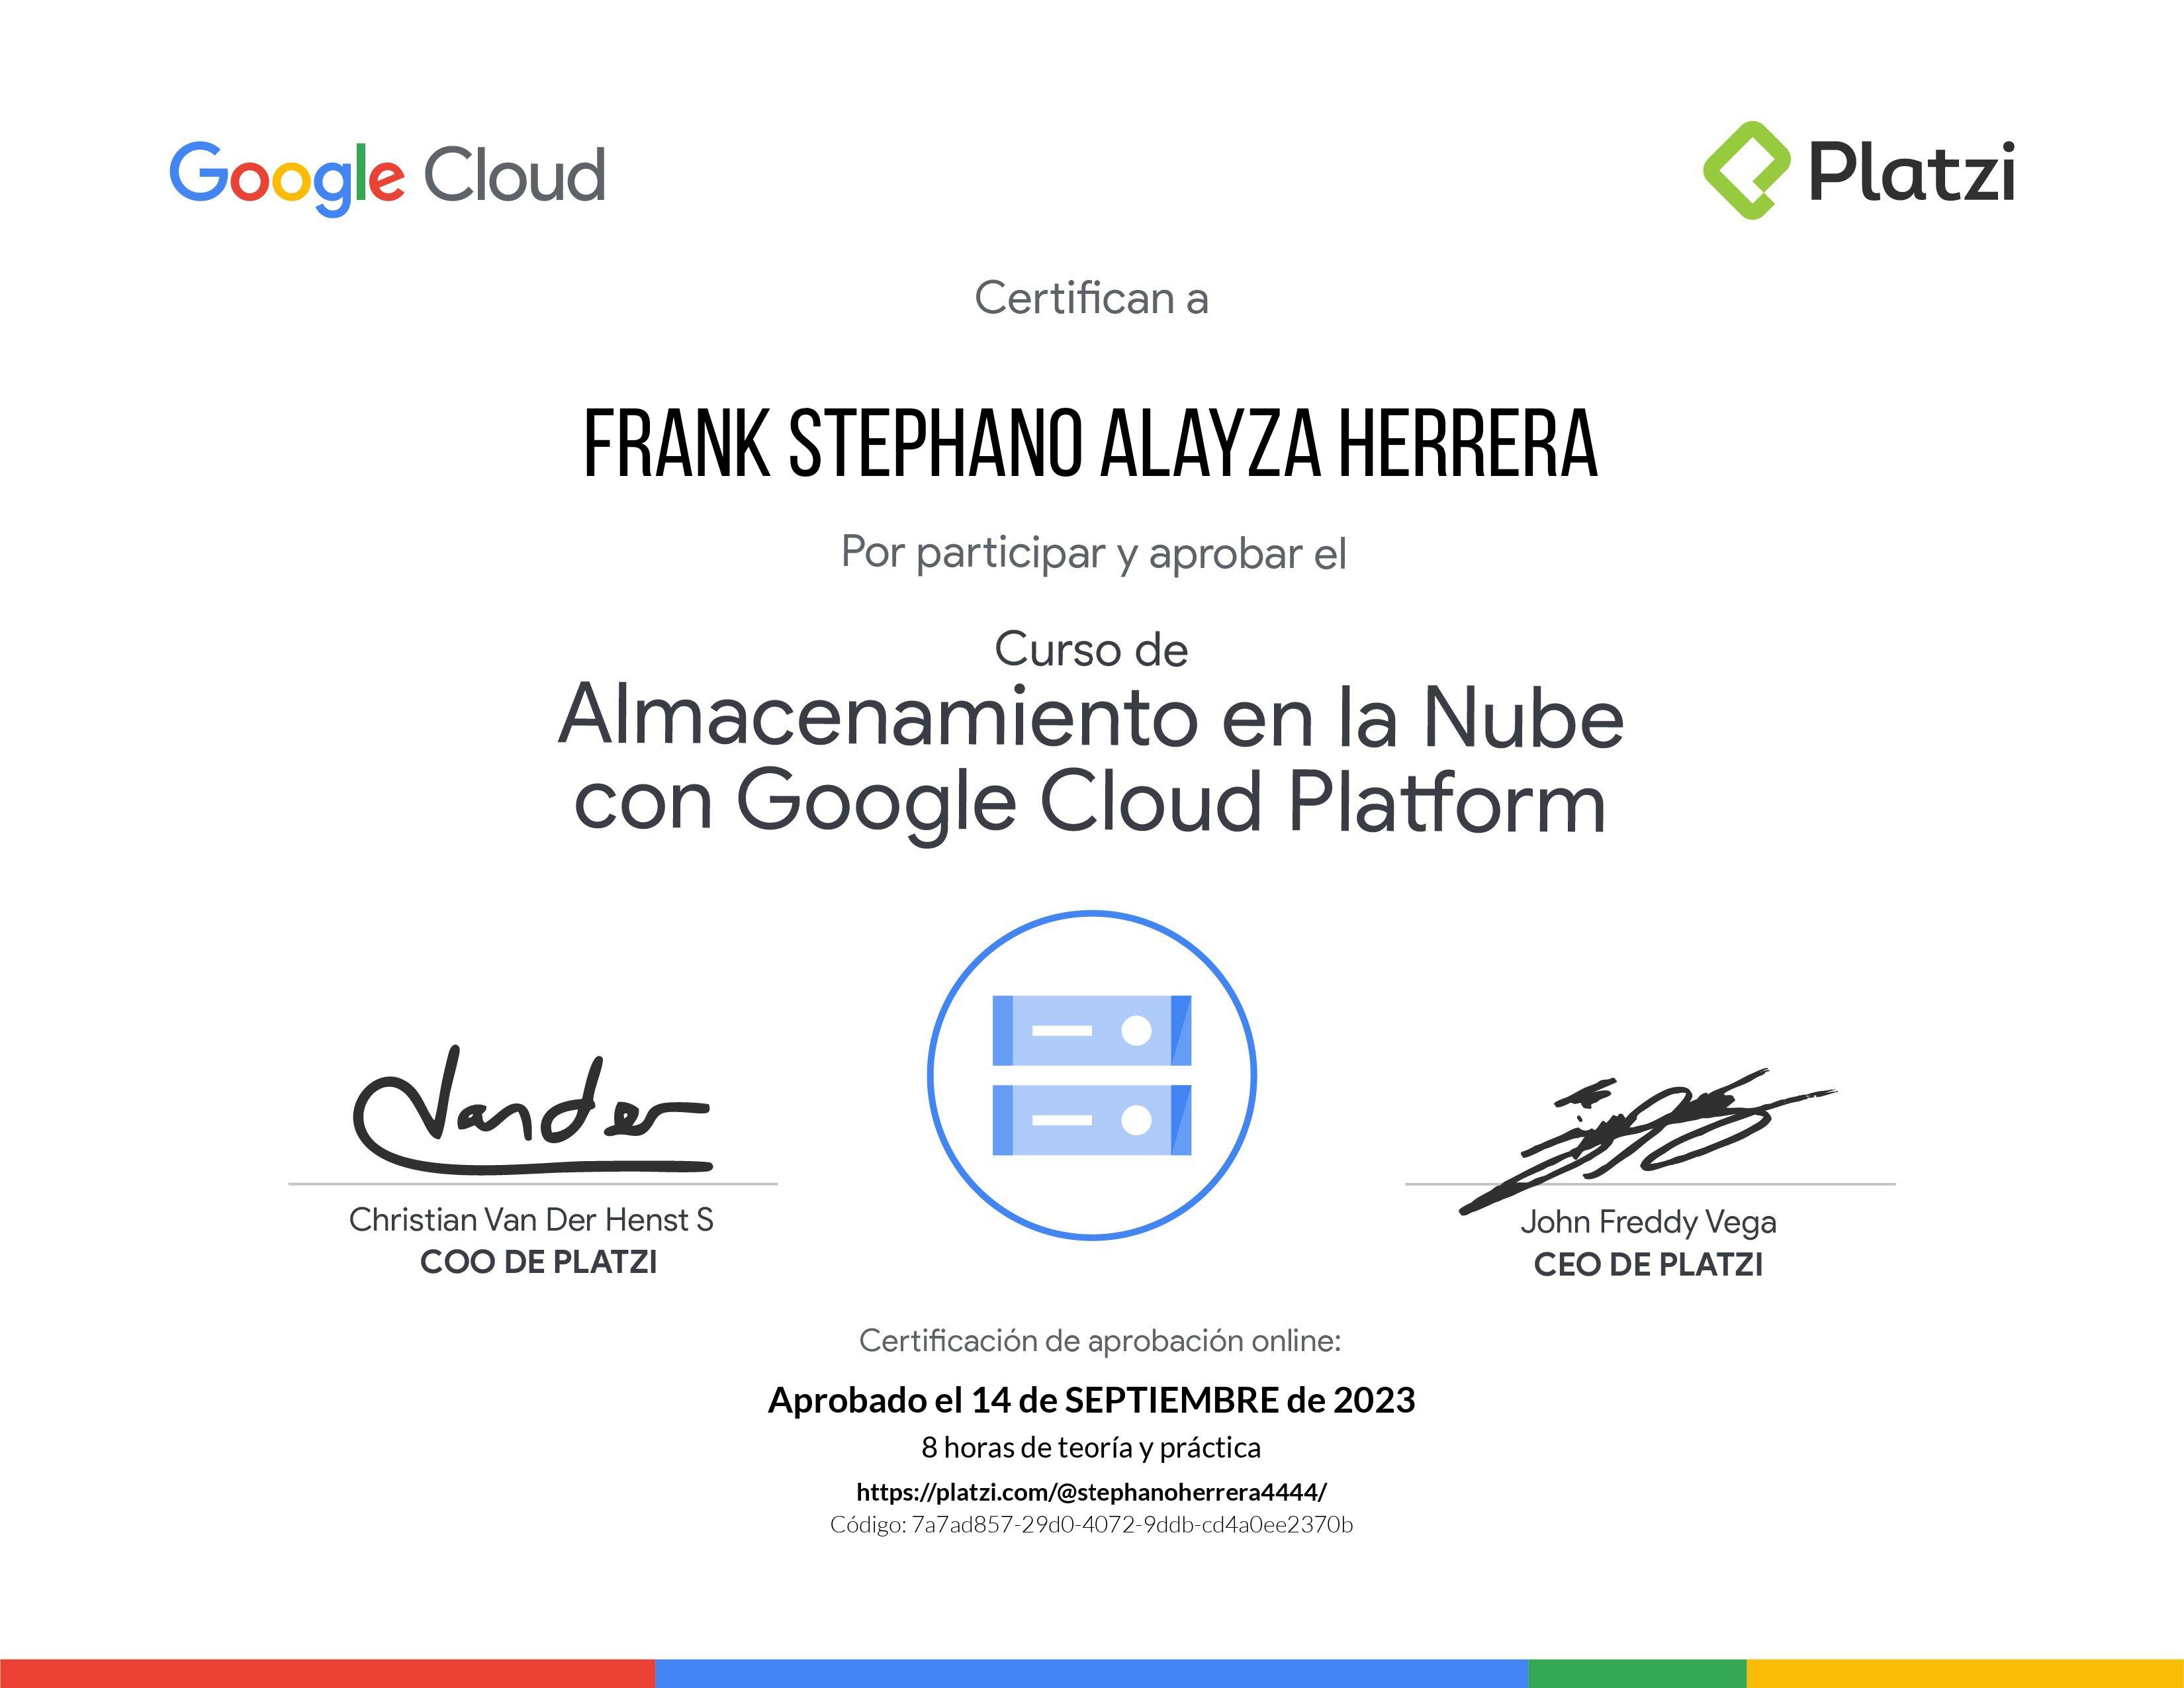 Google Cloud
Platzi
Certifican a
FRANK STEPHANO ALAYZA HERRERA
Por participar y aprobar el
Curso de
Almacenamiento en la Nube
con Google Cloud Platform
Vander
Christian Van Der Henst S
COO DE PLATZI
John Freddy Vega
CEO DE PLATZI
Certificación de aprobación online:
Aprobado el 14 de SEPTIEMBRE de 2023
8 horas de teoría y práctica
https://platzi.com/@stephanoherrera4444/
Código: 7a7ad857-29d0-4072-9ddb-cd4a0ee2370b